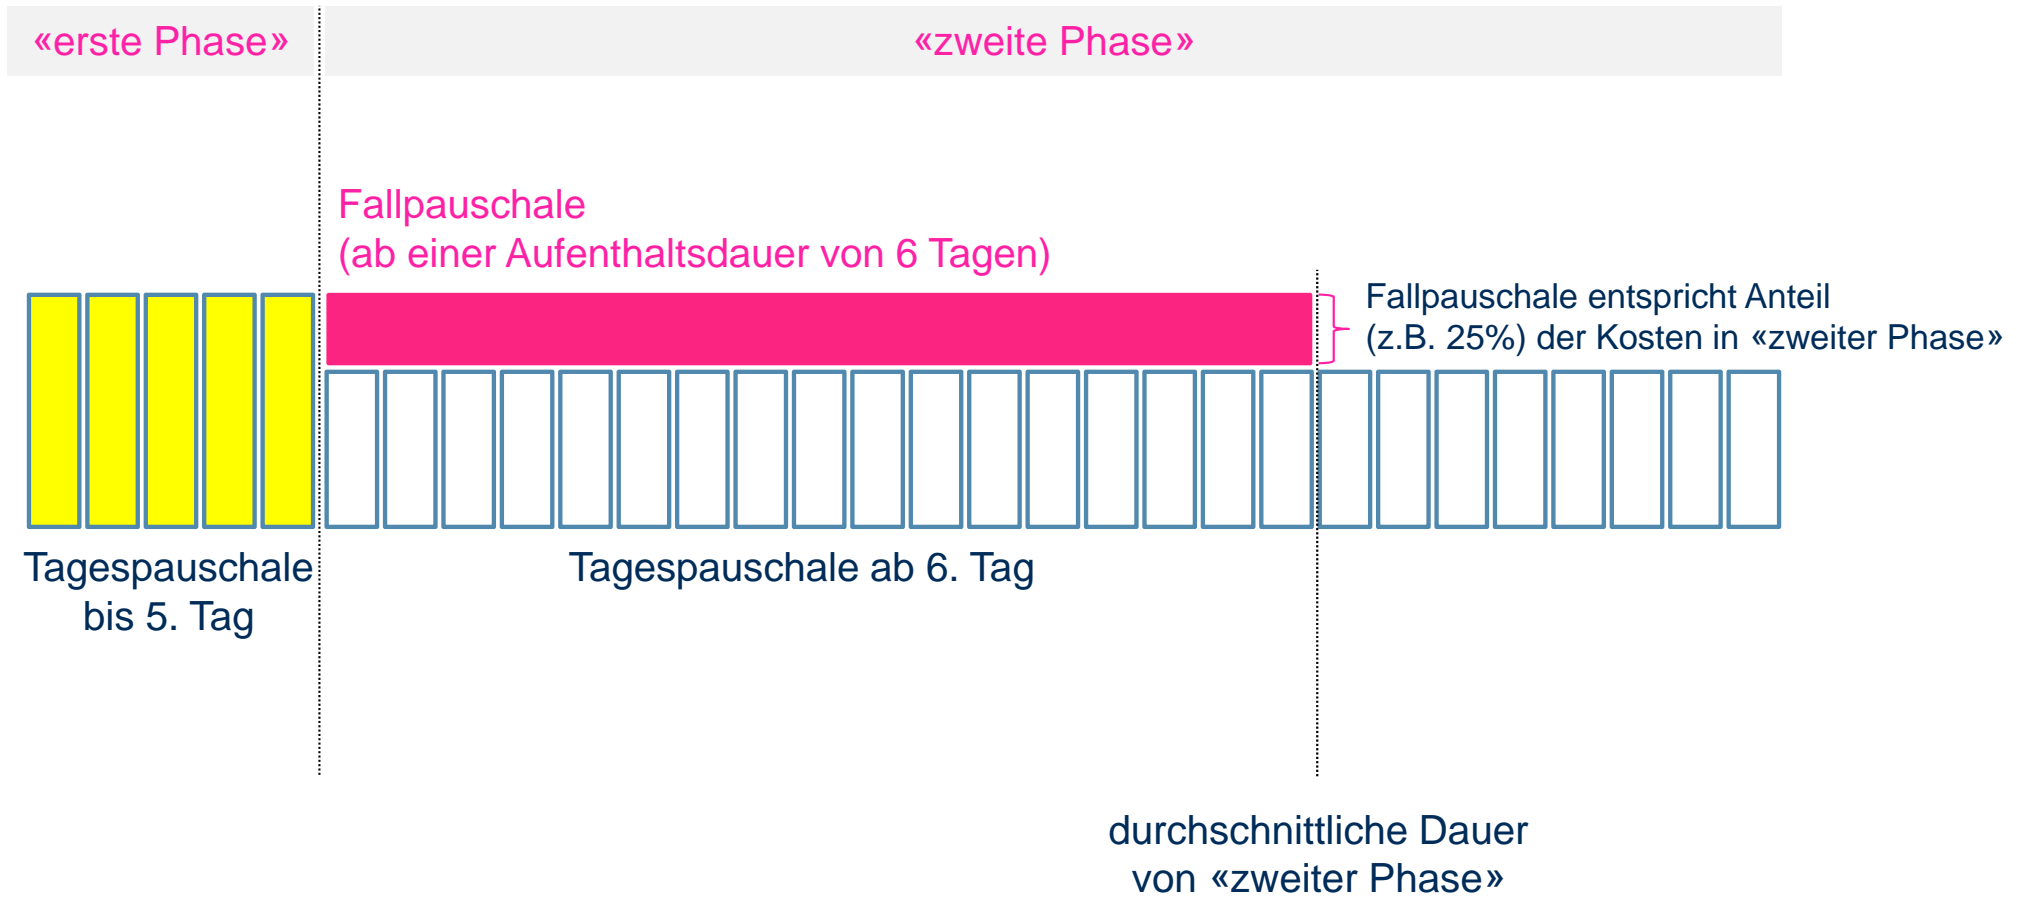 «erste Phase»
«zweite Phase»
Fallpauschale
(ab einer Aufenthaltsdauer von 6 Tagen)
Fallpauschale entspricht Anteil
(z.B. 25%) der Kosten in «zweiter Phase»
Tagespauschale
bis 5. Tag
Tagespauschale ab 6. Tag
durchschnittliche Dauer
von «zweiter Phase»